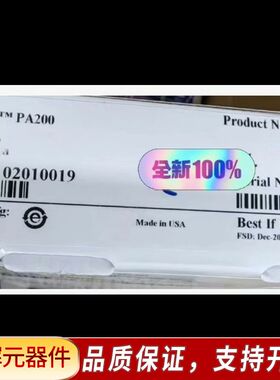 ™ PA200
Product N
全新100%
02010019
rial N
Made in USA
Best If
FSD: Dec-20
元器件
品质保证,支持开